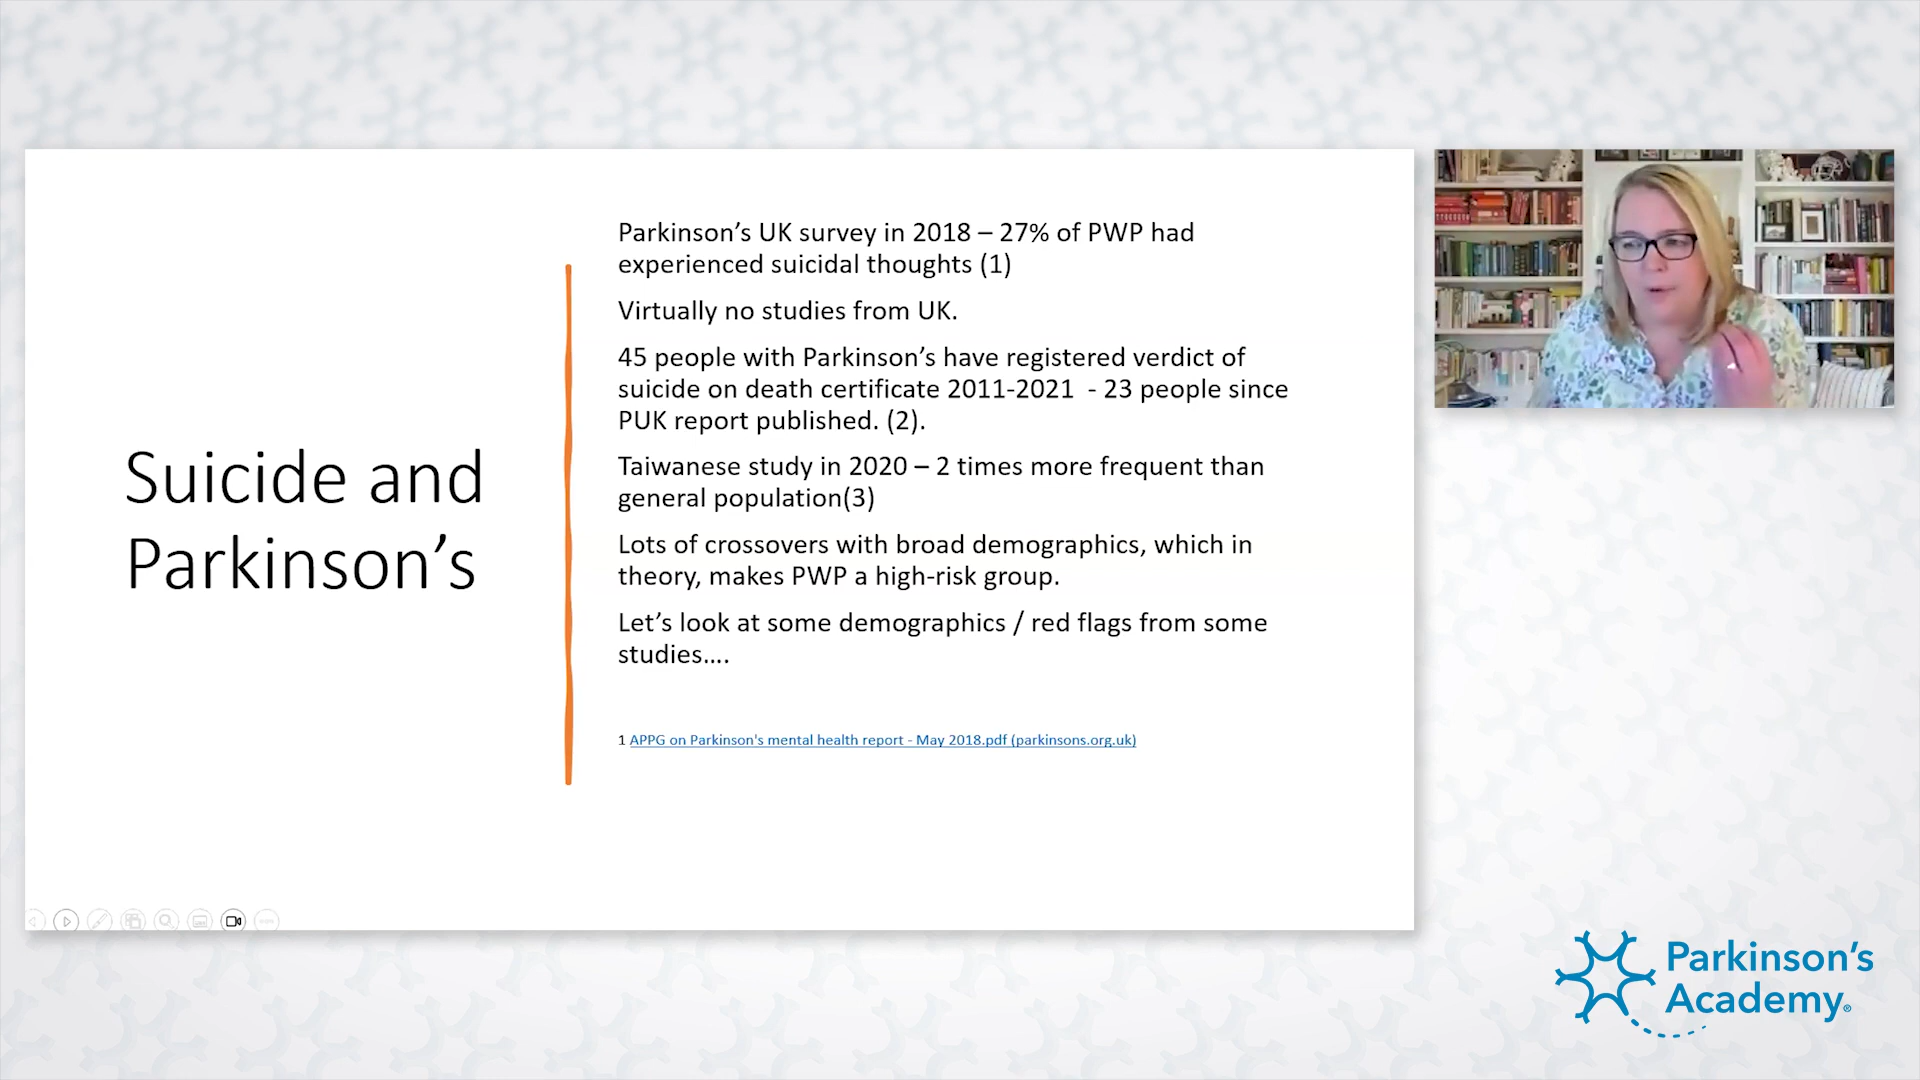 Suicide and
Parkinson’s
Parkinson’s UK survey in 2018 – 27% of PWP had
experienced suicidal thoughts (1)
Virtually no studies from UK.
45 people with Parkinson’s have registered verdict of
suicide on death certificate 2011-2021  - 23 people since
PUK report published. (2).
Taiwanese study in 2020 – 2 times more frequent than
general population(3)
Lots of crossovers with broad demographics, which in
theory, makes PWP a high-risk group.
Let’s look at some demographics / red flags from some
studies….
1 APPG on Parkinson's mental health report - May 2018.pdf (parkinsons.org.uk)
Parkinson’s
Academy®